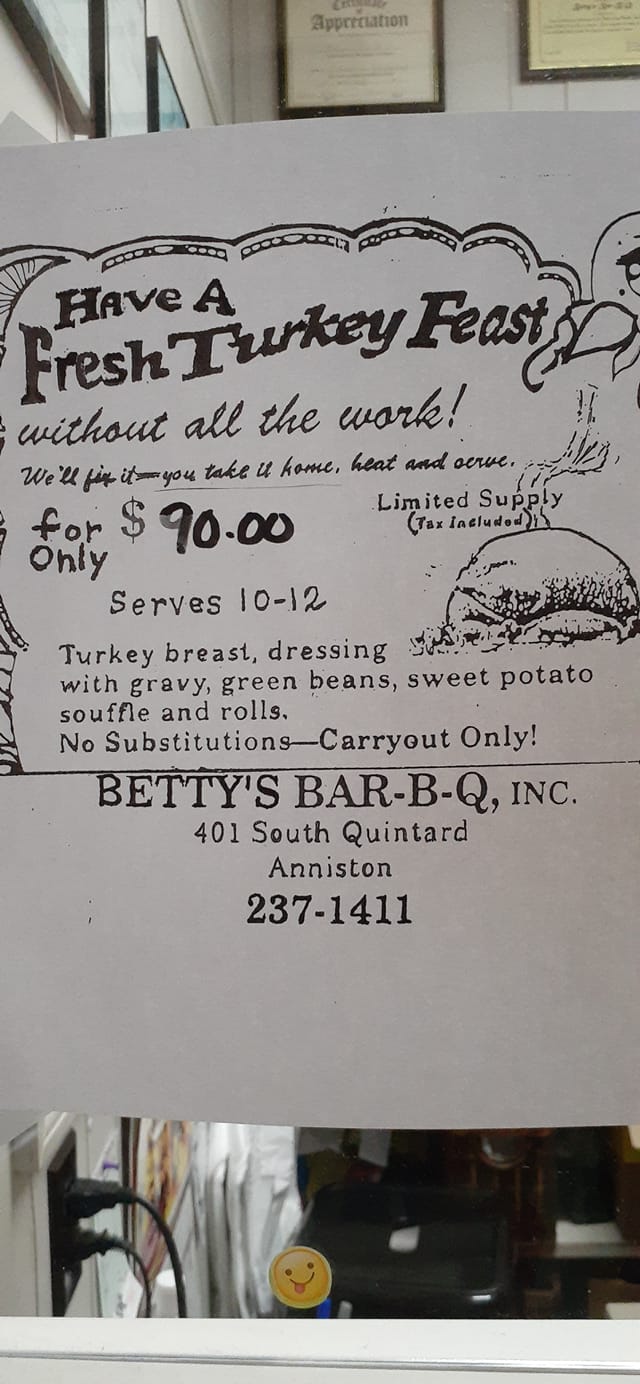 Certificate
of
Appreciation
Have A
Fresh Turkey Feast
without all the work!
We'll fix it—you take it home, heat and serve.
for Only $90.00
Limited Supply
(Tax Included)
Serves 10-12
Turkey breast, dressing
with gravy, green beans, sweet potato
souffle and rolls.
No Substitutions—Carryout Only!
BETTY'S BAR-B-Q, INC.
401 South Quintard
Anniston
237-1411